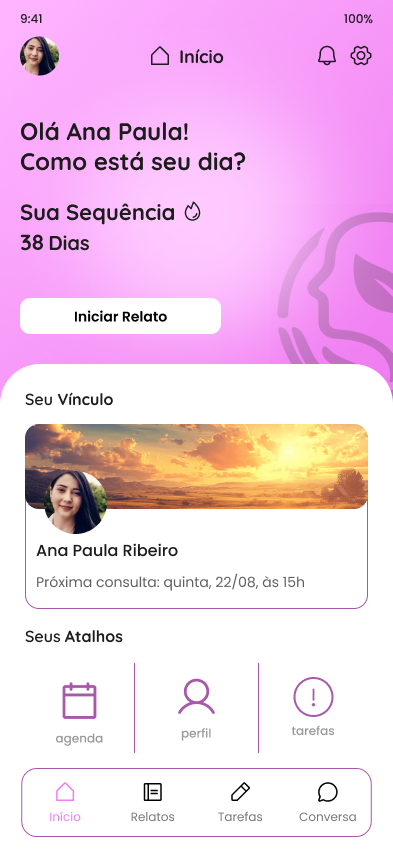 9:41
100%
Início
Olá Ana Paula!
Como está seu dia?
Sua Sequência
38 Dias
Iniciar Relato
Seu Vínculo
Ana Paula Ribeiro
Próxima consulta: quinta, 22/08, às 15h
Seus Atalhos
agenda
perfil
tarefas
Início
Relatos
Tarefas
Conversa